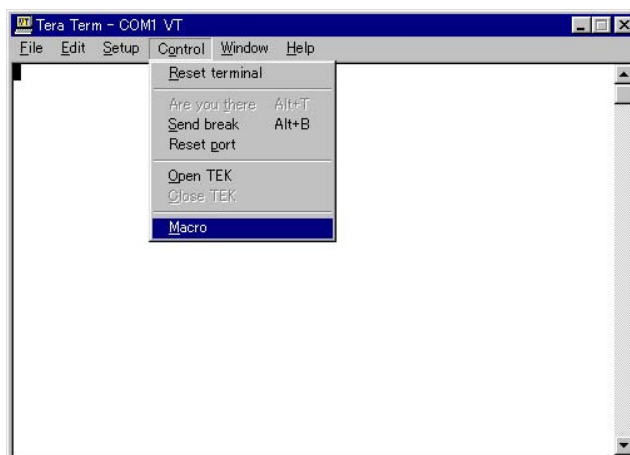 Tera Term - COM1 VT
File Edit Setup Control Window Help
Reset terminal
Are you there Alt+T
Send break Alt+B
Reset port
Open TEK
Close TEK
Macro